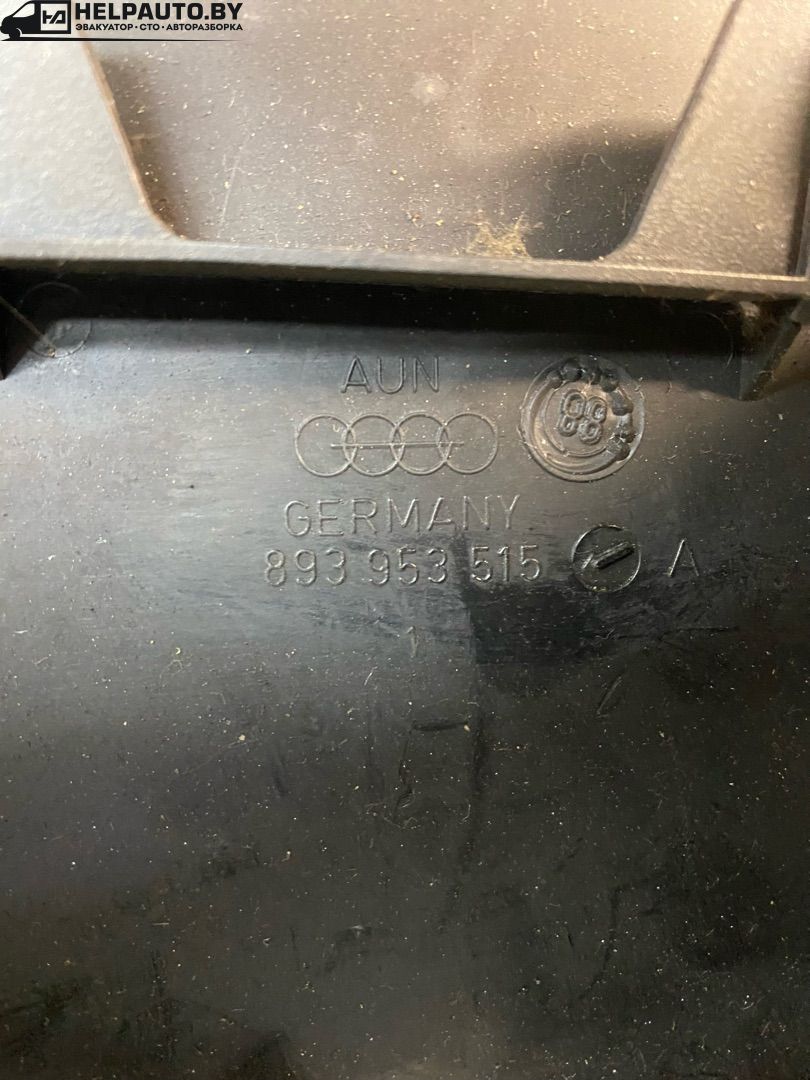 HELPAUTO.BY
ЭВАКУАТОР • СТО • АВТОРАЗБОРКА
AUN
GERMANY
893 953 515 A